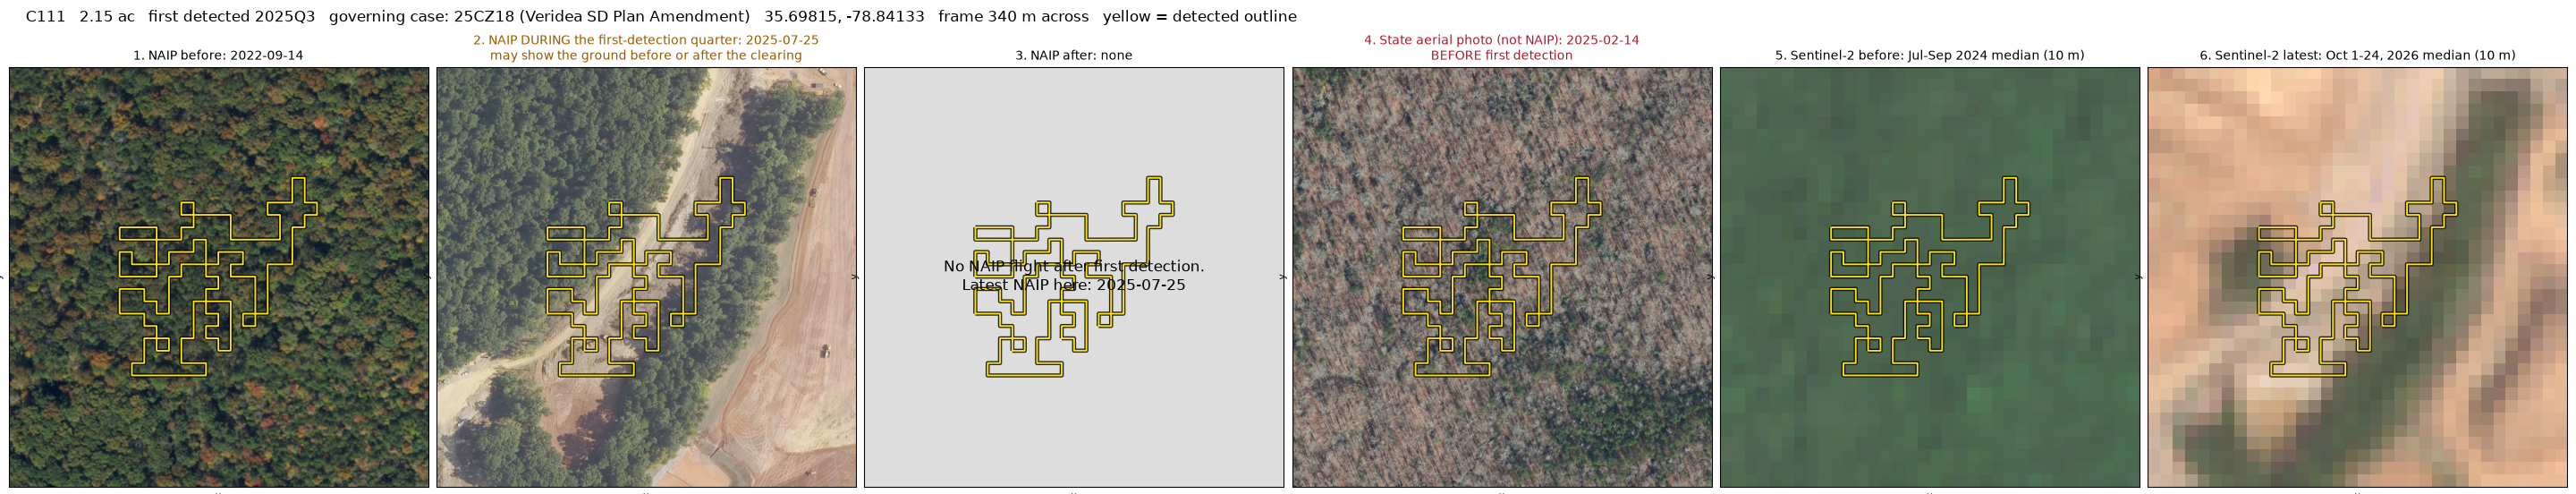 C111   2.15 ac   first detected 2025Q3   governing case: 25CZ18 (Veridea SD Plan Amendment)   35.69815, -78.84133   frame 340 m across   yellow = detected outline
1. NAIP before: 2022-09-14
2. NAIP DURING the first-detection quarter: 2025-07-25
may show the ground before or after the clearing
3. NAIP after: none
4. State aerial photo (not NAIP): 2025-02-14
BEFORE first detection
5. Sentinel-2 before: Jul-Sep 2024 median (10 m)
6. Sentinel-2 latest: Oct 1-24, 2026 median (10 m)
No NAIP flight after first detection.
Latest NAIP here: 2025-07-25